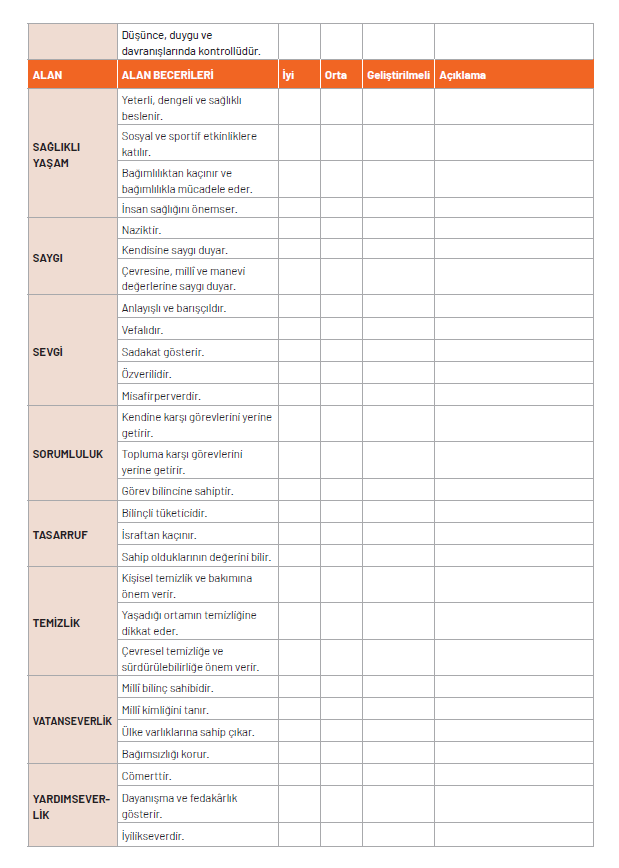 Düşünce, duygu ve
davranışlarında kontrollüdür.
ALAN ALAN BECERİLERİ İyi Orta Geliştirilmeli Açıklama
SAĞLIKLI
YAŞAM
Yeterli, dengeli ve sağlıklı
beslenir.
Sosyal ve sportif etkinliklere
katılır.
Bağımlılıktan kaçınır ve
bağımlılıkla mücadele eder.
İnsan sağlığını önemser.
SAYGI
Naziktir.
Kendisine saygı duyar.
Çevresine, millî ve manevi
değerlerine saygı duyar.
SEVGİ
Anlayışlı ve barışçıldır.
Vefalıdır.
Sadakat gösterir.
Özverilidir.
Misafirperverdir.
SORUMLULUK
Kendine karşı görevlerini yerine
getirir.
Topluma karşı görevlerini
yerine getirir.
Görev bilincine sahiptir.
TASARRUF
Bilinçli tüketicidir.
İsraftan kaçınır.
Sahip olduklarının değerini bilir.
TEMİZLİK
Kişisel temizlik ve bakımına
önem verir.
Yaşadığı ortamın temizliğine
dikkat eder.
Çevresel temizliğe ve
sürdürülebilirliğe önem verir.
VATANSEVERLİK
Millî bilinç sahibidir.
Millî kimliğini tanır.
Ülke varlıklarına sahip çıkar.
Bağımsızlığı korur.
YARDIMSEVER-
LİK
Cömerttir.
Dayanışma ve fedakârlık
gösterir.
İyilikseverdir.